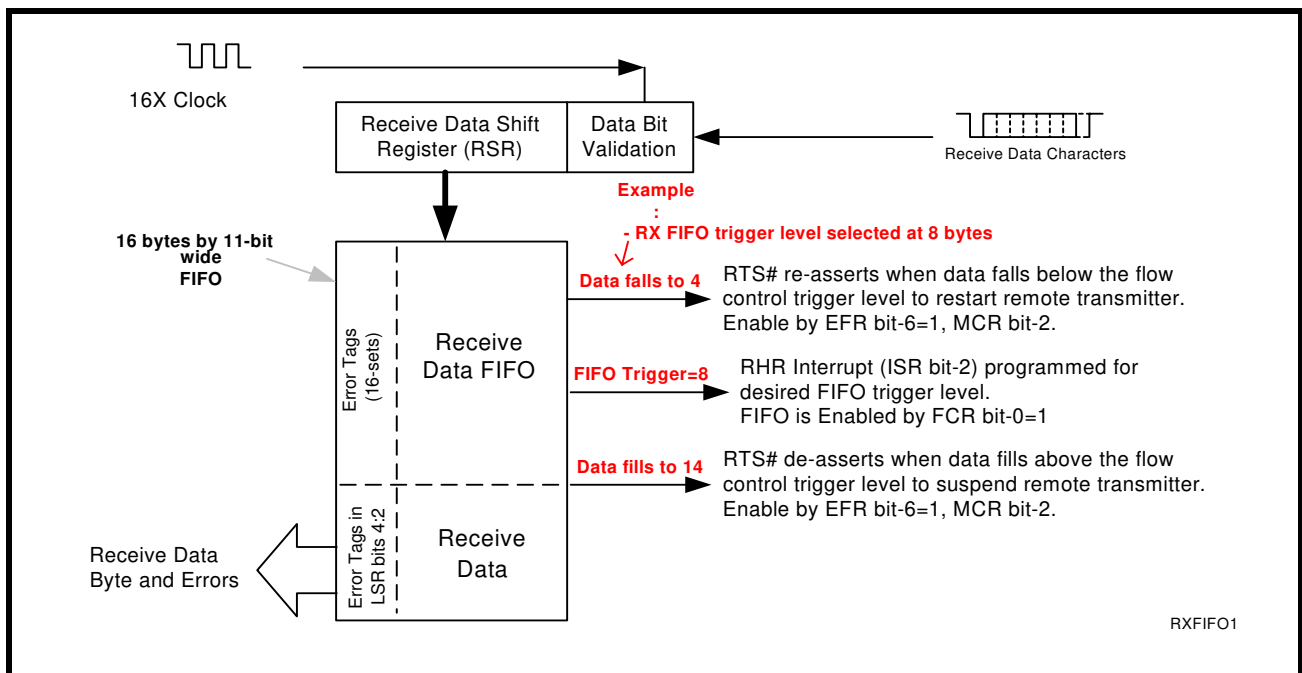 16X Clock
Receive Data Shift
Register (RSR)
Data Bit
Validation
Receive Data Characters
Example
:
- RX FIFO trigger level selected at 8 bytes
16 bytes by 11-bit
wide
FIFO
Data falls to 4
RTS# re-asserts when data falls below the flow
control trigger level to restart remote transmitter.
Enable by EFR bit-6=1, MCR bit-2.
Error Tags
(16-sets)
Receive
Data FIFO
FIFO Trigger=8
RHR Interrupt (ISR bit-2) programmed for
desired FIFO trigger level.
FIFO is Enabled by FCR bit-0=1
Data fills to 14
RTS# de-asserts when data fills above the flow
control trigger level to suspend remote transmitter.
Enable by EFR bit-6=1, MCR bit-2.
Receive Data
Byte and Errors
Error Tags in
LSR bits 4:2
Receive
Data
RXFIFO1